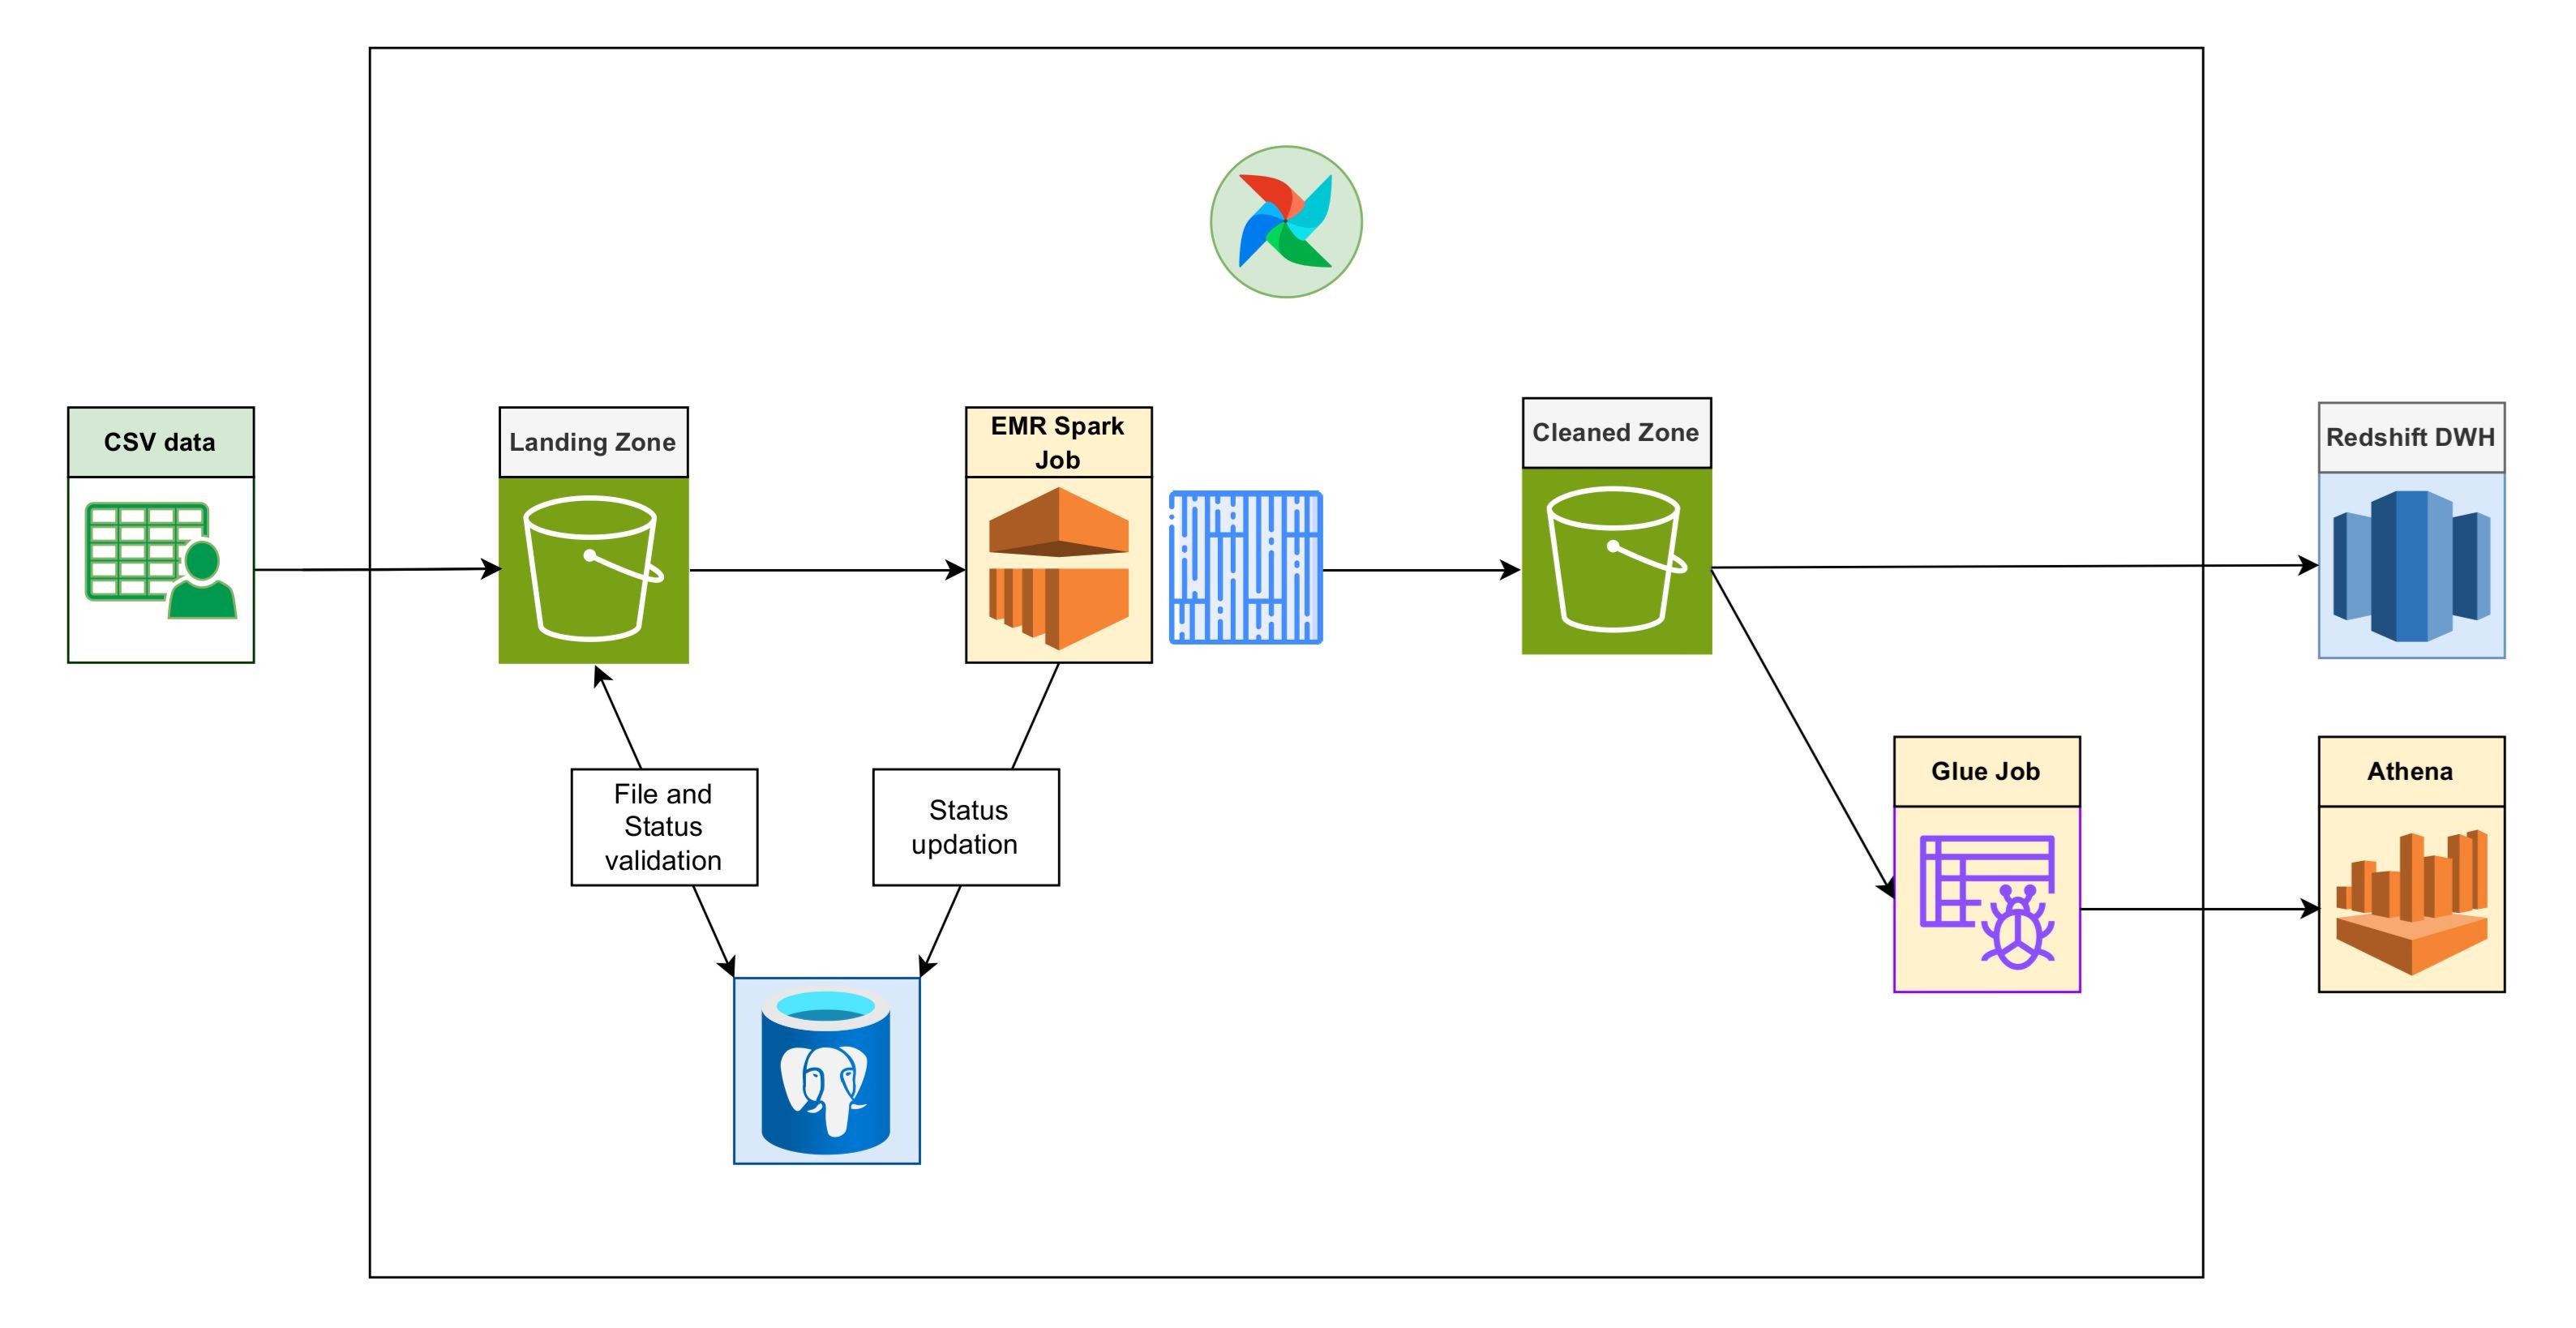 CSV data
Landing Zone
EMR Spark
Job
Cleaned Zone
Redshift DWH
File and
Status
validation
Status
updation
Glue Job
Athena